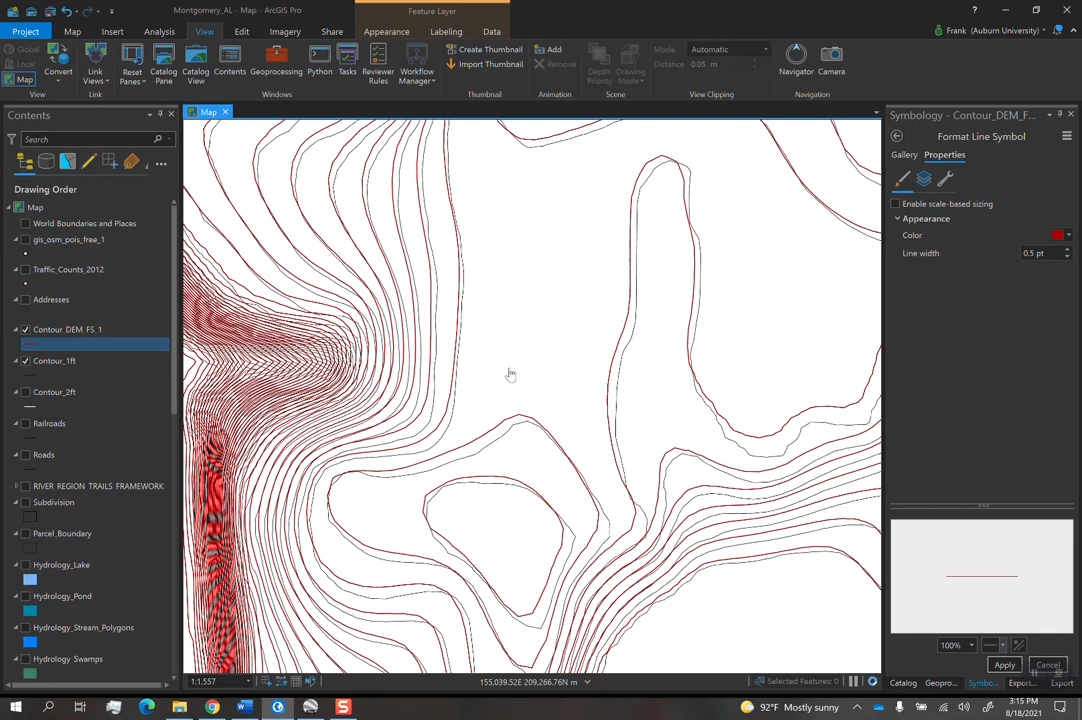 Montgomery_AL - Map - ArcGIS Pro
Feature Layer
?
Project
Map
Insert
Analysis
View
Edit
Imagery
Share
Appearance
Labeling
Data
Frank (Auburn University)
Global
Local
Map
Convert
View
Link Views
Link
Reset Panes
Catalog Pane
Catalog View
Contents
Geoprocessing
Python
Tasks
Reviewer Rules
Workflow Manager
Windows
Create Thumbnail
Import Thumbnail
Thumbnail
Add
Remove
Animation
Depth Priority
Drawing Mode
Scene
Mode
Automatic
Distance
0.05 m
View Clipping
Navigator
Camera
Navigation
Contents
Search
Drawing Order
Map
World Boundaries and Places
gis_osm_pois_free_1
Traffic_Counts_2012
Addresses
Contour_DEM_FS_1
Contour_1ft
Contour_2ft
Railroads
Roads
RIVER REGION TRAILS FRAMEWORK
Subdivision
Parcel_Boundary
Hydrology_Lake
Hydrology_Pond
Hydrology_Stream_Polygons
Hydrology_Swamps
Map
1:1,557
155,039.52E 209,266.76N m
Selected Features: 0
Symbology - Contour_DEM_F...
Format Line Symbol
Gallery
Properties
Enable scale-based sizing
Appearance
Color
Line width
0.5 pt
100%
Apply
Cancel
Catalog
Geopro...
Symbo...
Export...
Export
92°F Mostly sunny
3:15 PM
8/18/2021